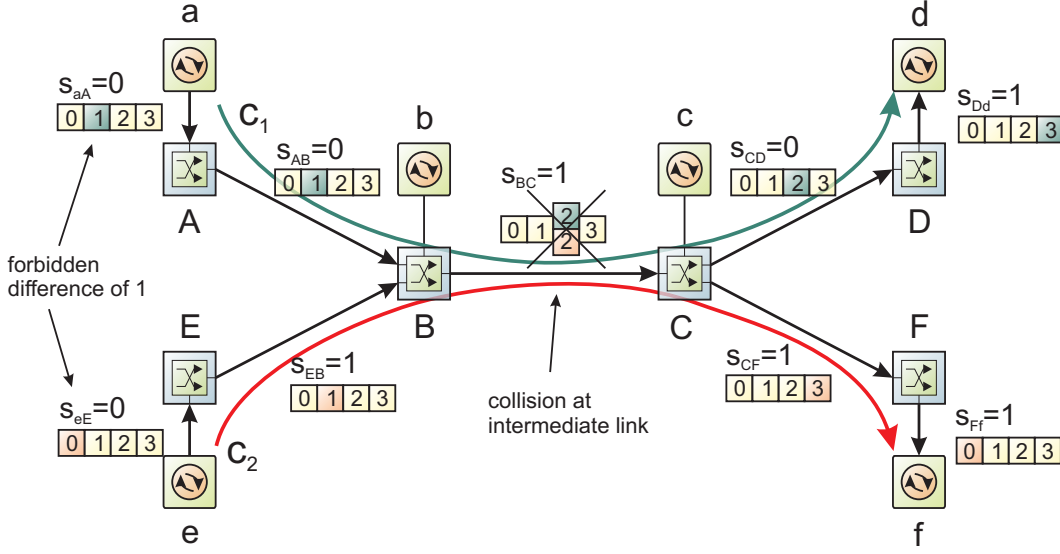 a
d
s_aA=0
0 1 2 3
c_1
b
c
s_Dd=1
0 1 2 3
s_AB=0
0 1 2 3
s_BC=1
0 1 2 2 3
s_CD=0
0 1 2 3
A
D
forbidden
difference of 1
E
B
C
F
s_eE=0
0 1 2 3
s_EB=1
0 1 2 3
collision at
intermediate link
s_CF=1
0 1 2 3
s_Ff=1
0 1 2 3
c_2
e
f